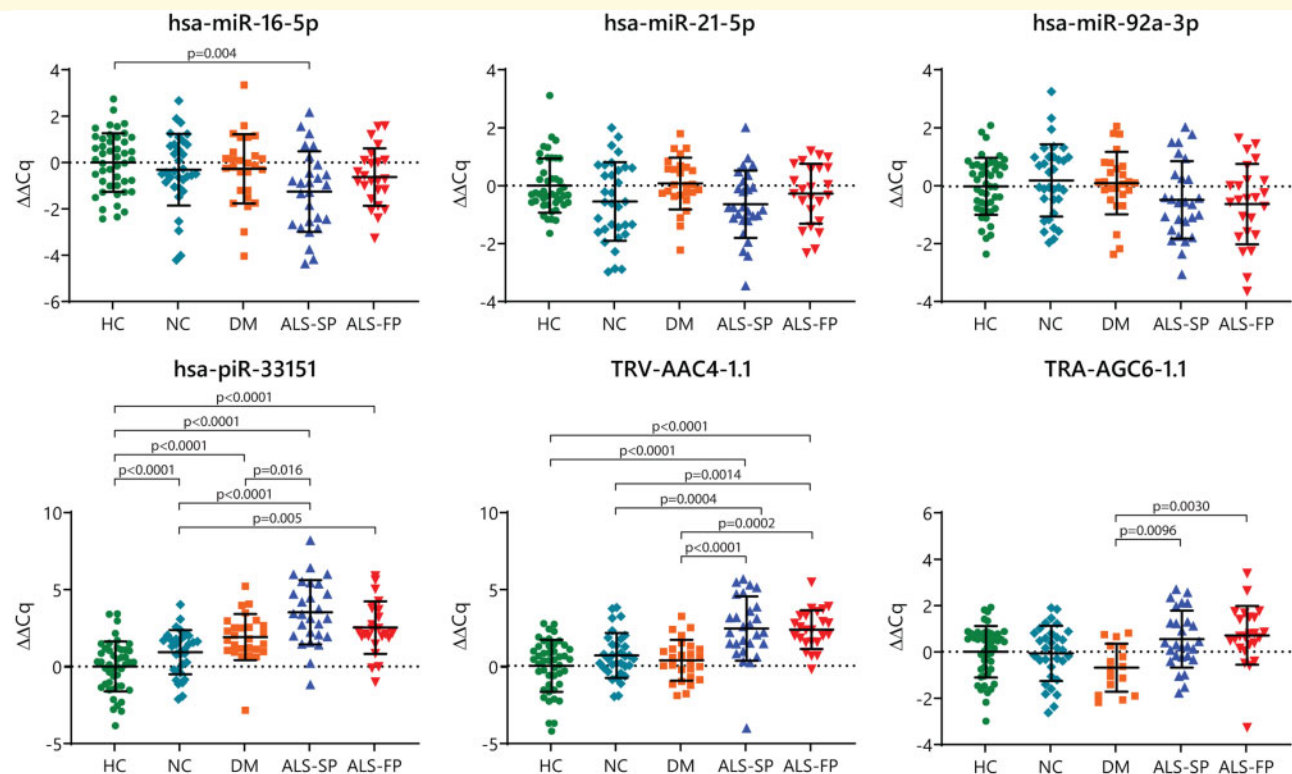 hsa-miR-16-5p
p=0.004
4
2
0
-2
-4
-6
ΔΔCq
HC NC DM ALS-SP ALS-FP
hsa-miR-21-5p
4
2
0
-2
-4
ΔΔCq
HC NC DM ALS-SP ALS-FP
hsa-miR-92a-3p
4
2
0
-2
-4
ΔΔCq
HC NC DM ALS-SP ALS-FP
hsa-piR-33151
p<0.0001
p<0.0001
p<0.0001
p<0.0001 p=0.016
p<0.0001
p=0.005
10
5
0
-5
ΔΔCq
HC NC DM ALS-SP ALS-FP
TRV-AAC4-1.1
p<0.0001
p<0.0001
p=0.0014
p=0.0004
p=0.0002
p<0.0001
10
5
0
-5
ΔΔCq
HC NC DM ALS-SP ALS-FP
TRA-AGC6-1.1
p=0.0030
p=0.0096
6
4
2
0
-2
-4
ΔΔCq
HC NC DM ALS-SP ALS-FP